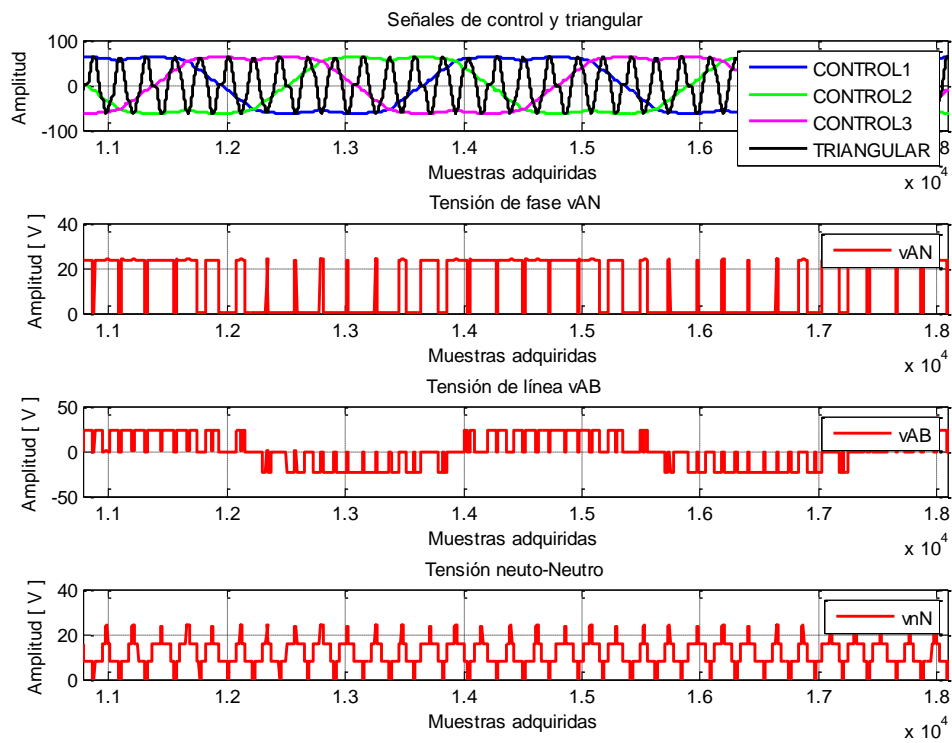 Señales de control y triangular
Amplitud
100
0
-100
CONTROL1
CONTROL2
CONTROL3
TRIANGULAR
1.1 1.2 1.3 1.4 1.5 1.6 1.7 1.8
x 10^4
Muestras adquiridas
Tensión de fase vAN
Amplitud [ V ]
40
20
0
vAN
1.1 1.2 1.3 1.4 1.5 1.6 1.7 1.8
x 10^4
Muestras adquiridas
Tensión de línea vAB
Amplitud [ V ]
50
0
-50
vAB
1.1 1.2 1.3 1.4 1.5 1.6 1.7 1.8
x 10^4
Muestras adquiridas
Tensión neuto-Neutro
Amplitud [ V ]
40
20
0
vnN
1.1 1.2 1.3 1.4 1.5 1.6 1.7 1.8
x 10^4
Muestras adquiridas